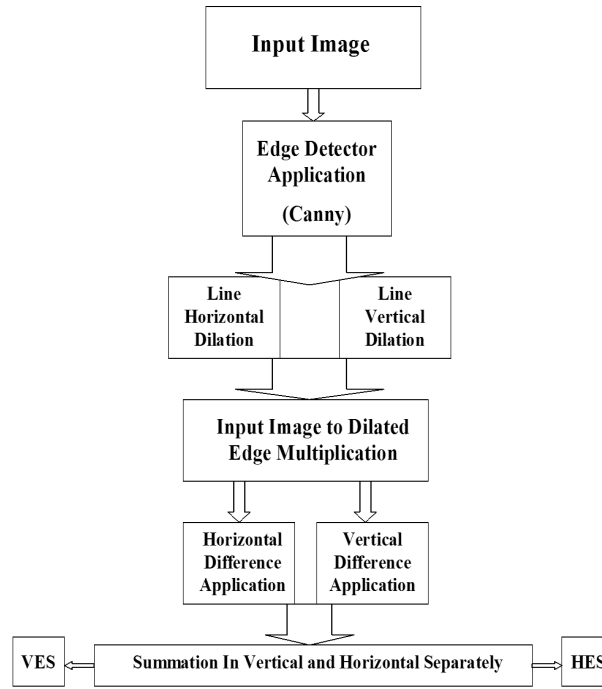 Input Image
Edge Detector
Application
(Canny)
Line
Horizontal
Dilation
Line
Vertical
Dilation
Input Image to Dilated
Edge Multiplication
Horizontal
Difference
Application
Vertical
Difference
Application
VES
Summation In Vertical and Horizontal Separately
HES